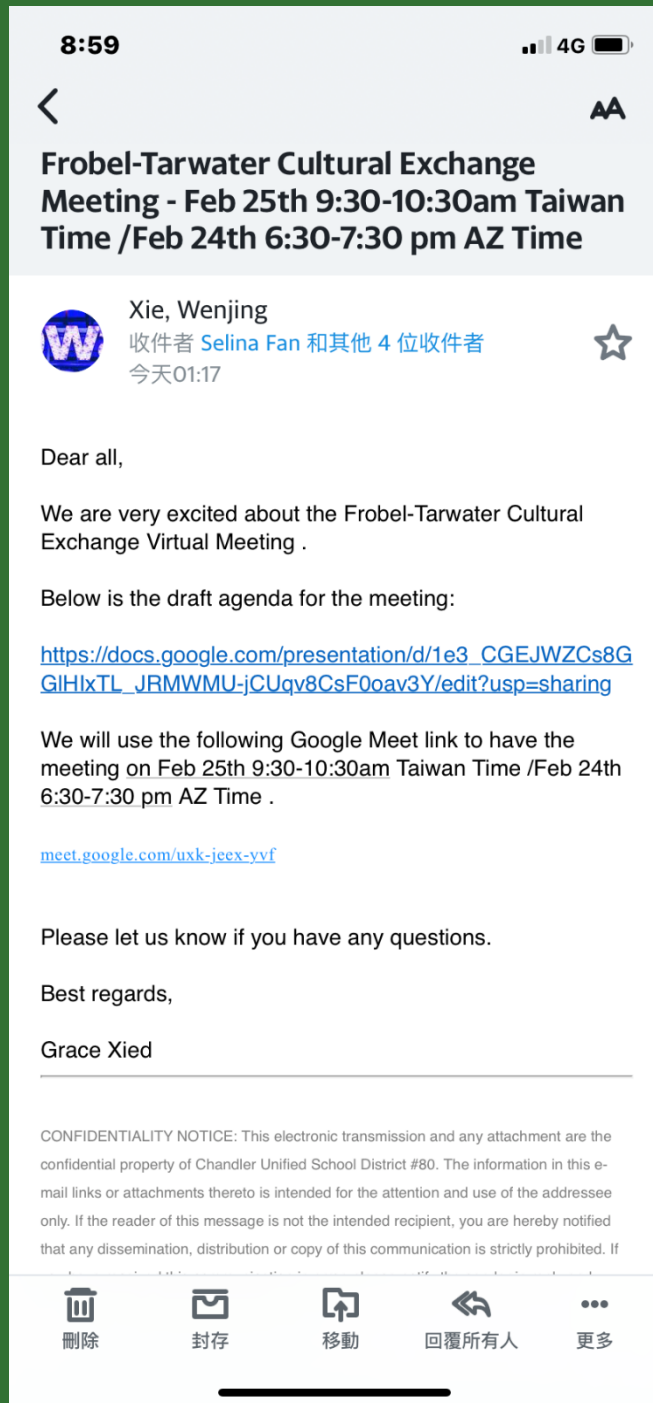 8:59
4G
AA
Frobel-Tarwater Cultural Exchange
Meeting - Feb 25th 9:30-10:30am Taiwan
Time /Feb 24th 6:30-7:30 pm AZ Time
W
Xie, Wenjing
收件者 Selina Fan 和其他 4 位收件者
今天01:17
Dear all,
We are very excited about the Frobel-Tarwater Cultural
Exchange Virtual Meeting .
Below is the draft agenda for the meeting:
https://docs.google.com/presentation/d/1e3_CGEJWZCs8G
GlHIxTL_JRMWMU-jCUqv8CsF0oav3Y/edit?usp=sharing
We will use the following Google Meet link to have the
meeting on Feb 25th 9:30-10:30am Taiwan Time /Feb 24th
6:30-7:30 pm AZ Time .
meet.google.com/uxk-jeex-yvf
Please let us know if you have any questions.
Best regards,
Grace Xied
CONFIDENTIALITY NOTICE: This electronic transmission and any attachment are the
confidential property of Chandler Unified School District #80. The information in this e-
mail links or attachments thereto is intended for the attention and use of the addressee
only. If the reader of this message is not the intended recipient, you are hereby notified
that any dissemination, distribution or copy of this communication is strictly prohibited. If
刪除
封存
移動
回覆所有人
更多